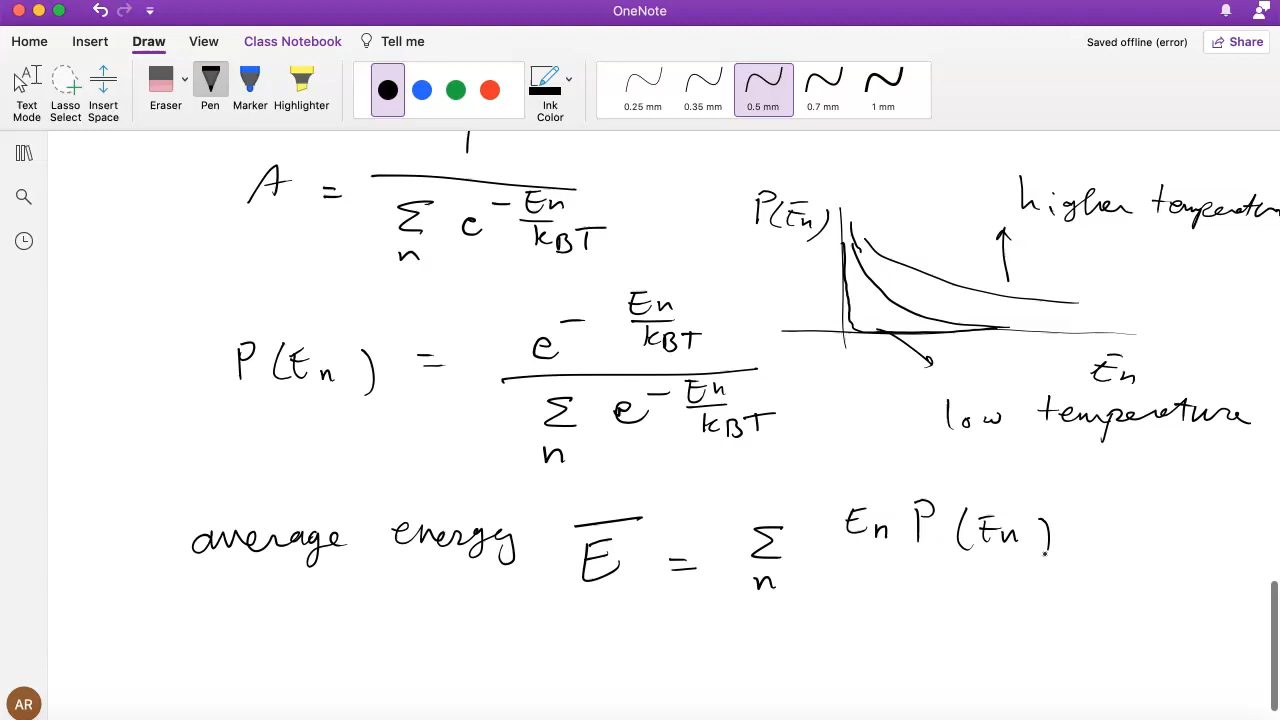 OneNote
Home Insert Draw View Class Notebook Tell me
Saved offline (error) Share
Text Mode
Lasso Select
Insert Space
Eraser
Pen
Marker
Highlighter
Ink Color
0.25 mm
0.35 mm
0.5 mm
0.7 mm
1 mm
A = 1 / Σ_n e^(-En/kBT)
P(En)
higher temperature
P(En) = e^(-En/kBT) / Σ_n e^(-En/kBT)
En
low temperature
average energy E̅ = Σ_n En P(En)
AR